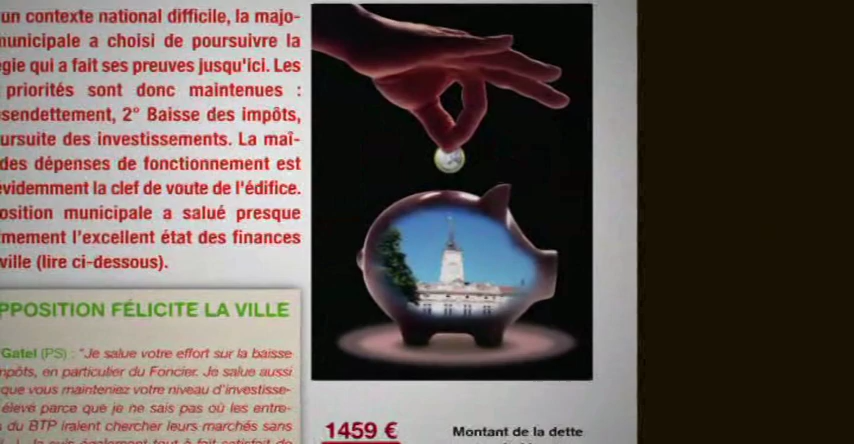 un contexte national difficile, la majo-
municipale a choisi de poursuivre la
égie qui a fait ses preuves jusqu'ici. Les
priorités sont donc maintenues :
sendettement, 2° Baisse des impôts,
ursuite des investissements. La maî-
des dépenses de fonctionnement est
évidemment la clef de voute de l'édifice.
osition municipale a salué presque
imement l'excellent état des finances
ville (lire ci-dessous).
PPOSITION FÉLICITE LA VILLE
Gatel (PS) : "Je salue votre effort sur la baisse
mpôts, en particulier du Foncier. Je salue aussi
que vous mainteniez votre niveau d'investisse-
élevé parce que je ne sais pas où les entre-
du BTP iraient chercher leurs marchés sans
1459 €
Montant de la dette